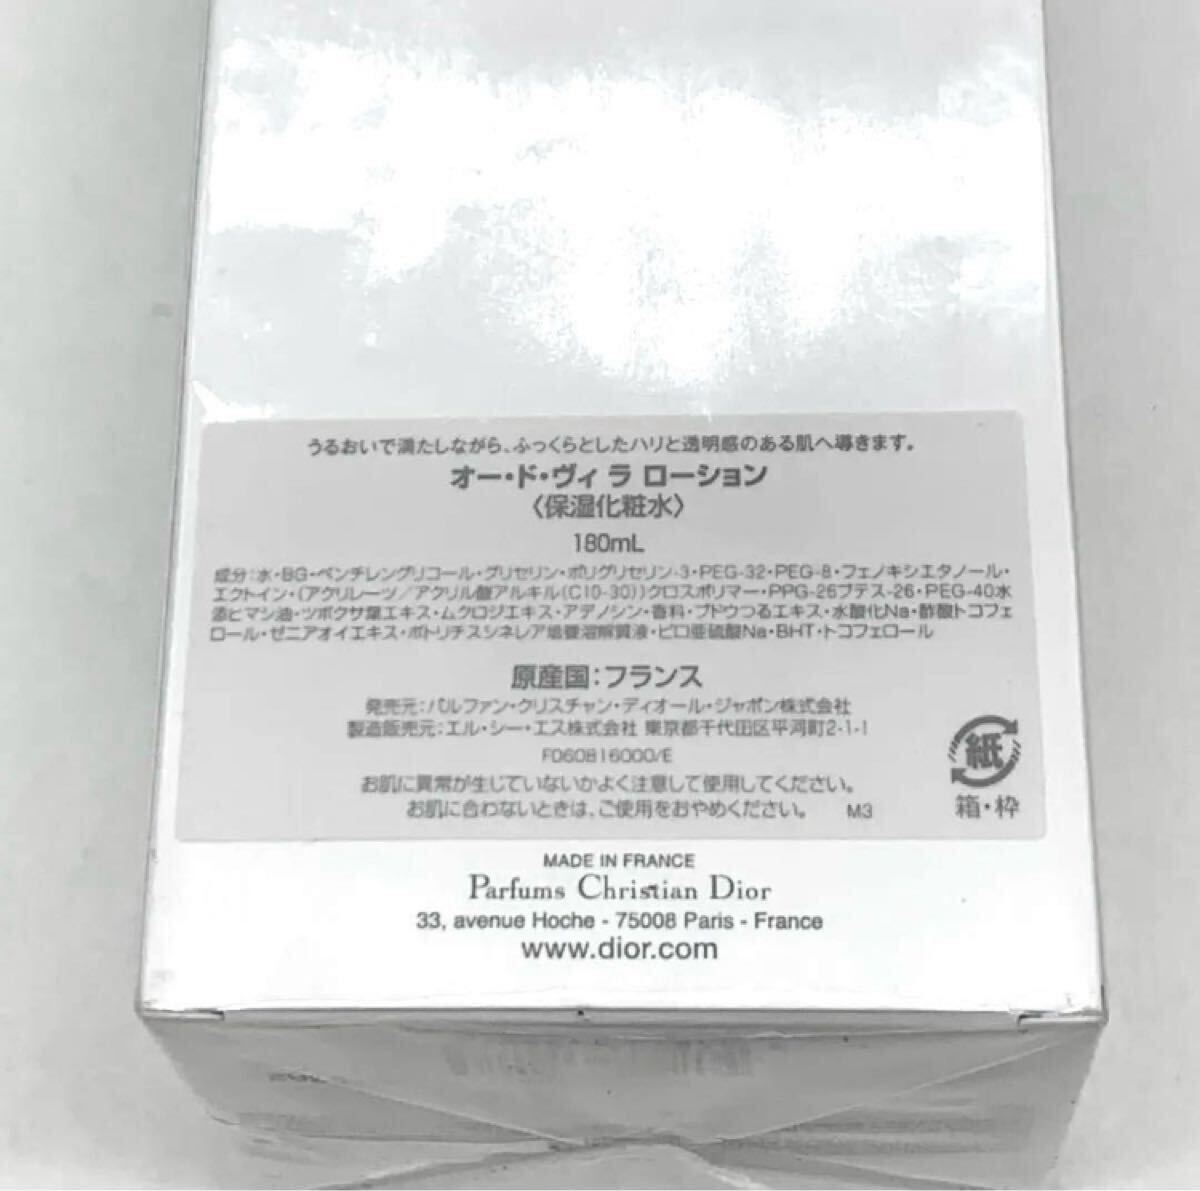 うるおいで満たしながら、ふっくらとしたハリと透明感のある肌へ導きます。
オー・ド・ヴィ ラ ローション
〈保湿化粧水〉
180mL
成分:水・BG・ペンチレングリコール・グリセリン・ポリグリセリン-3・PEG-32・PEG-8・フェノキシエタノール・
エクトイン・(アクリレーツ/アクリル酸アルキル(C10-30))クロスポリマー・PPG-26ブテス-26・PEG-40水
添ヒマシ油・ツボクサ葉エキス・ムクロジエキス・アデノシン・香料・ブドウつるエキス・水酸化Na・酢酸トコフェ
ロール・ゼニアオイエキス・ポトリチスシネレア培養溶解質液・ピロ亜硫酸Na・BHT・トコフェロール
原産国:フランス
発売元:パルファン・クリスチャン・ディオール・ジャポン株式会社
製造販売元:エル・シー・エス株式会社 東京都千代田区平河町2-1-1
FD60816000/E
お肌に異常が生じていないかよく注意して使用してください。
お肌に合わないときは、ご使用をおやめください。 M3
紙
箱・枠
MADE IN FRANCE
Parfums Christian Dior
33, avenue Hoche - 75008 Paris - France
www.dior.com